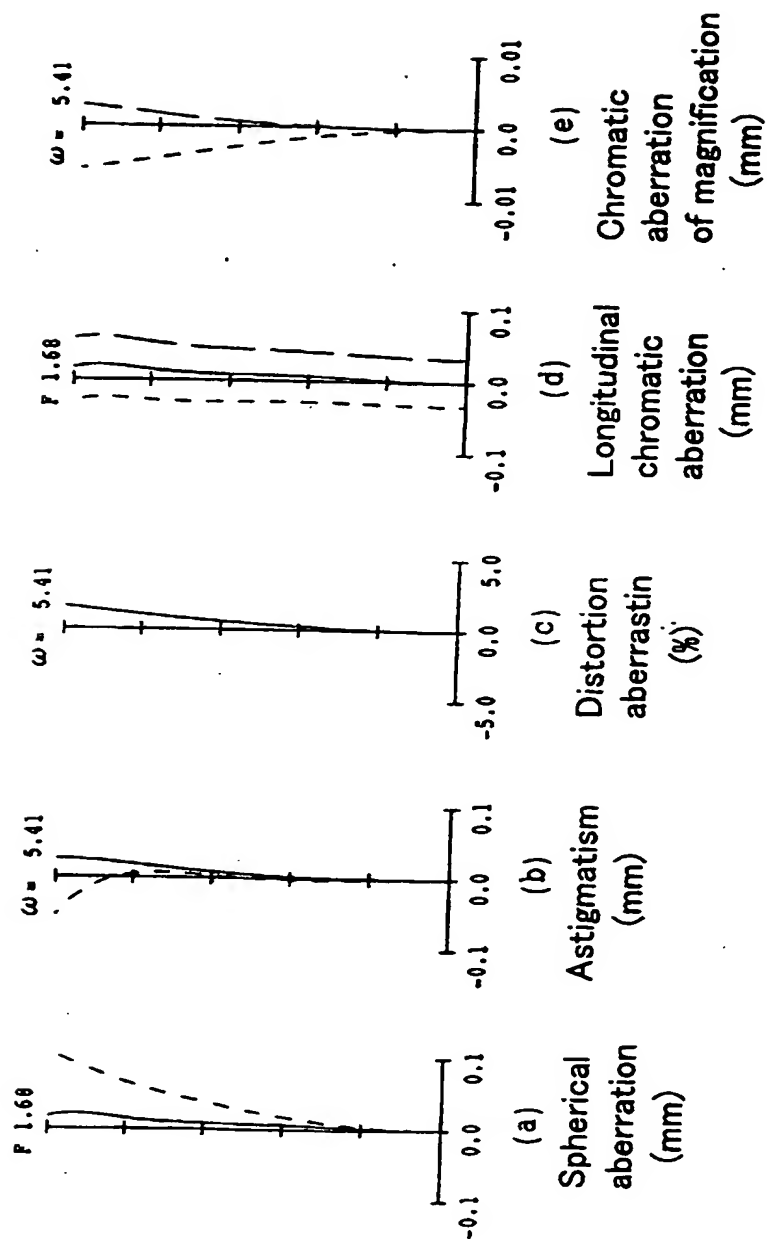 F 1.68
-0.1 0.0 0.1
(a)
Spherical
aberration
(mm)
ω= 5.41
-0.1 0.0 0.1
(b)
Astigmatism
(mm)
ω= 5.41
-5.0 0.0 5.0
(c)
Distortion
aberrastin
(%)
F 1.68
-0.1 0.0 0.1
(d)
Longitudinal
chromatic
aberration
(mm)
ω= 5.41
-0.01 0.0 0.01
(e)
Chromatic
aberration
of magnification
(mm)